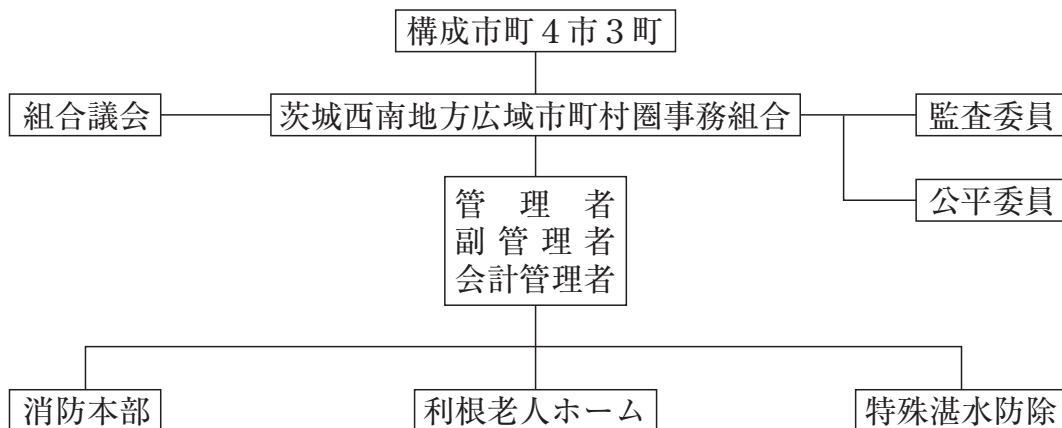 構成市町４市３町
組合議会
茨城西南地方広域市町村圏事務組合
監査委員
公平委員
管理者
副管理者
会計管理者
消防本部
利根老人ホーム
特殊湛水防除